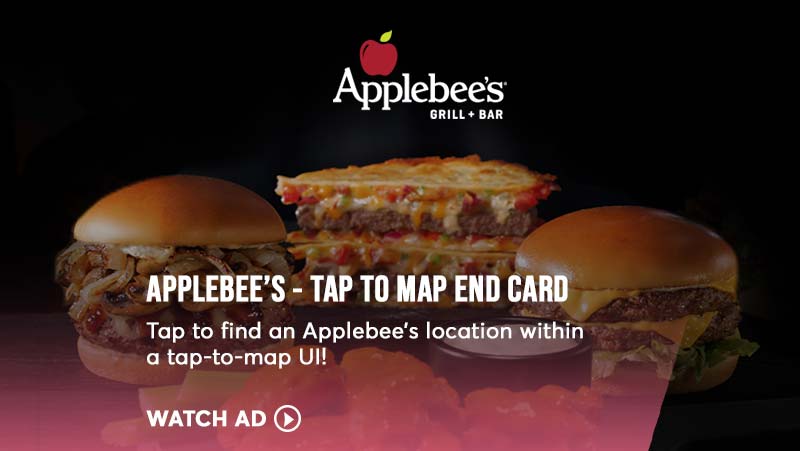 Applebee's
GRILL + BAR
APPLEBEE'S - TAP TO MAP END CARD
Tap to find an Applebee's location within
a tap-to-map UI!
WATCH AD